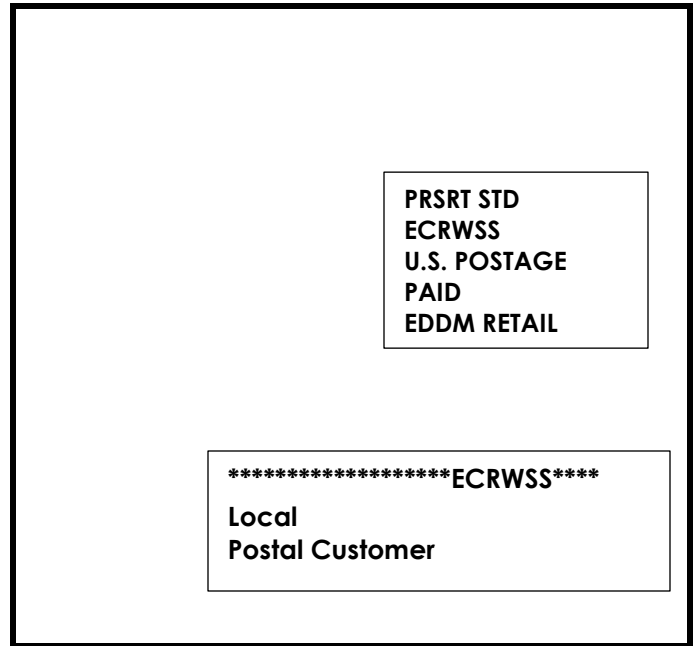 PRSRT STD
ECRWSS
U.S. POSTAGE
PAID
EDDM RETAIL
*******************ECRWSS****
Local
Postal Customer